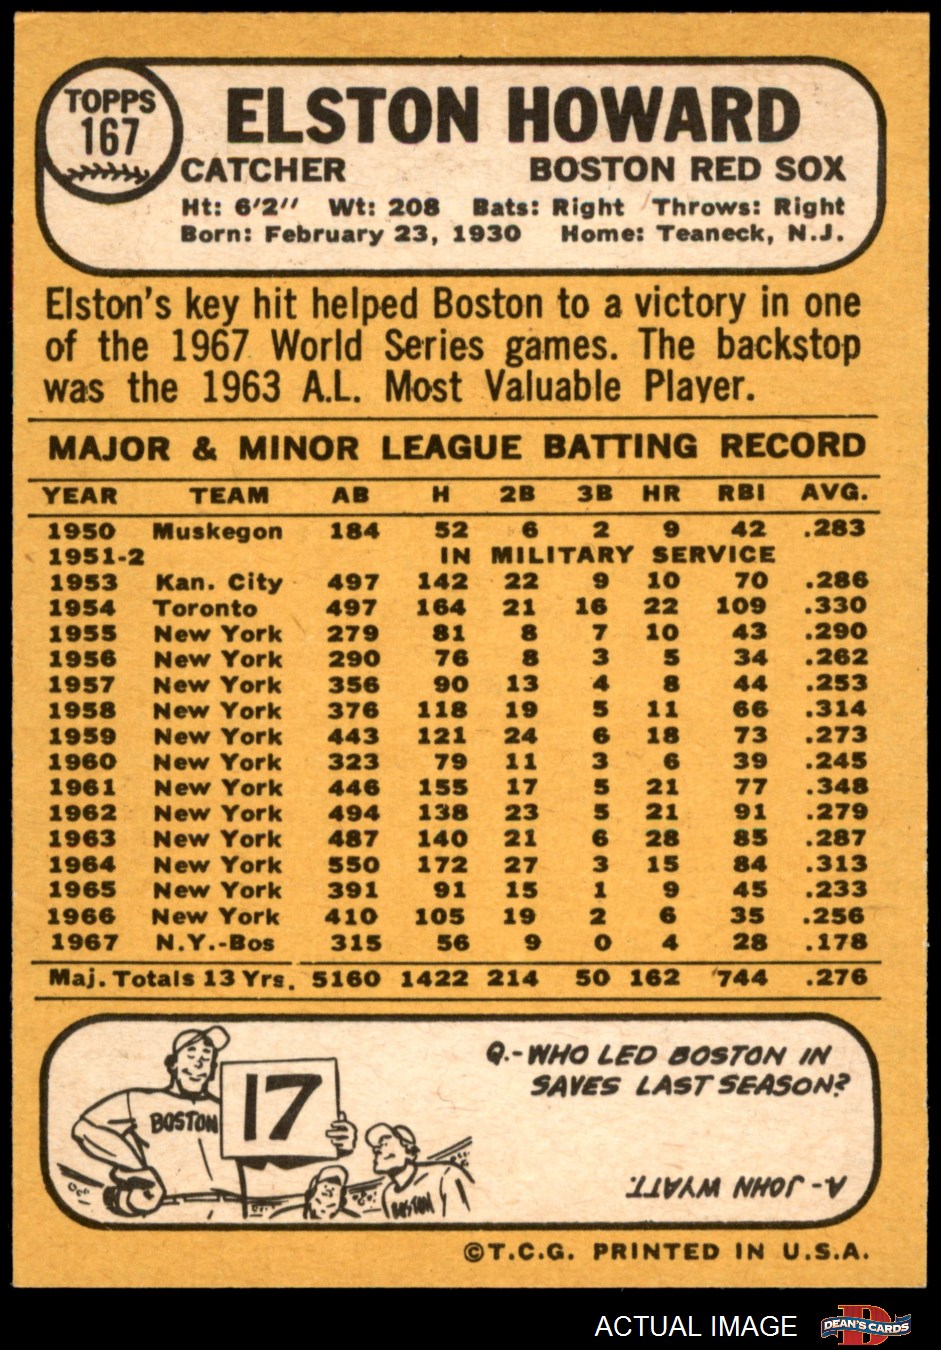 TOPPS
167
ELSTON HOWARD
CATCHER BOSTON RED SOX
Ht: 6'2" Wt: 208 Bats: Right Throws: Right
Born: February 23, 1930 Home: Teaneck, N.J.
Elston's key hit helped Boston to a victory in one
of the 1967 World Series games. The backstop
was the 1963 A.L. Most Valuable Player.
MAJOR & MINOR LEAGUE BATTING RECORD
YEAR TEAM AB H 2B 3B HR RBI AVG.
1950 Muskegon 184 52 6 2 9 42 .283
1951-2 IN MILITARY SERVICE
1953 Kan. City 497 142 22 9 10 70 .286
1954 Toronto 497 164 21 16 22 109 .330
1955 New York 279 81 8 7 10 43 .290
1956 New York 290 76 8 3 5 34 .262
1957 New York 356 90 13 4 8 44 .253
1958 New York 376 118 19 5 11 66 .314
1959 New York 443 121 24 6 18 73 .273
1960 New York 323 79 11 3 6 39 .245
1961 New York 446 155 17 5 21 77 .348
1962 New York 494 138 23 5 21 91 .279
1963 New York 487 140 21 6 28 85 .287
1964 New York 550 172 27 3 15 84 .313
1965 New York 391 91 15 1 9 45 .233
1966 New York 410 105 19 2 6 35 .256
1967 N.Y.-Bos 315 56 9 0 4 28 .178
Maj. Totals 13 Yrs. 5160 1422 214 50 162 744 .276
Q.-WHO LED BOSTON IN
SAVES LAST SEASON?
17
BOSTON
BOSTON
A.- JOHN WYATT.
©T.C.G. PRINTED IN U.S.A.
ACTUAL IMAGE
D
DEAN'S CARDS